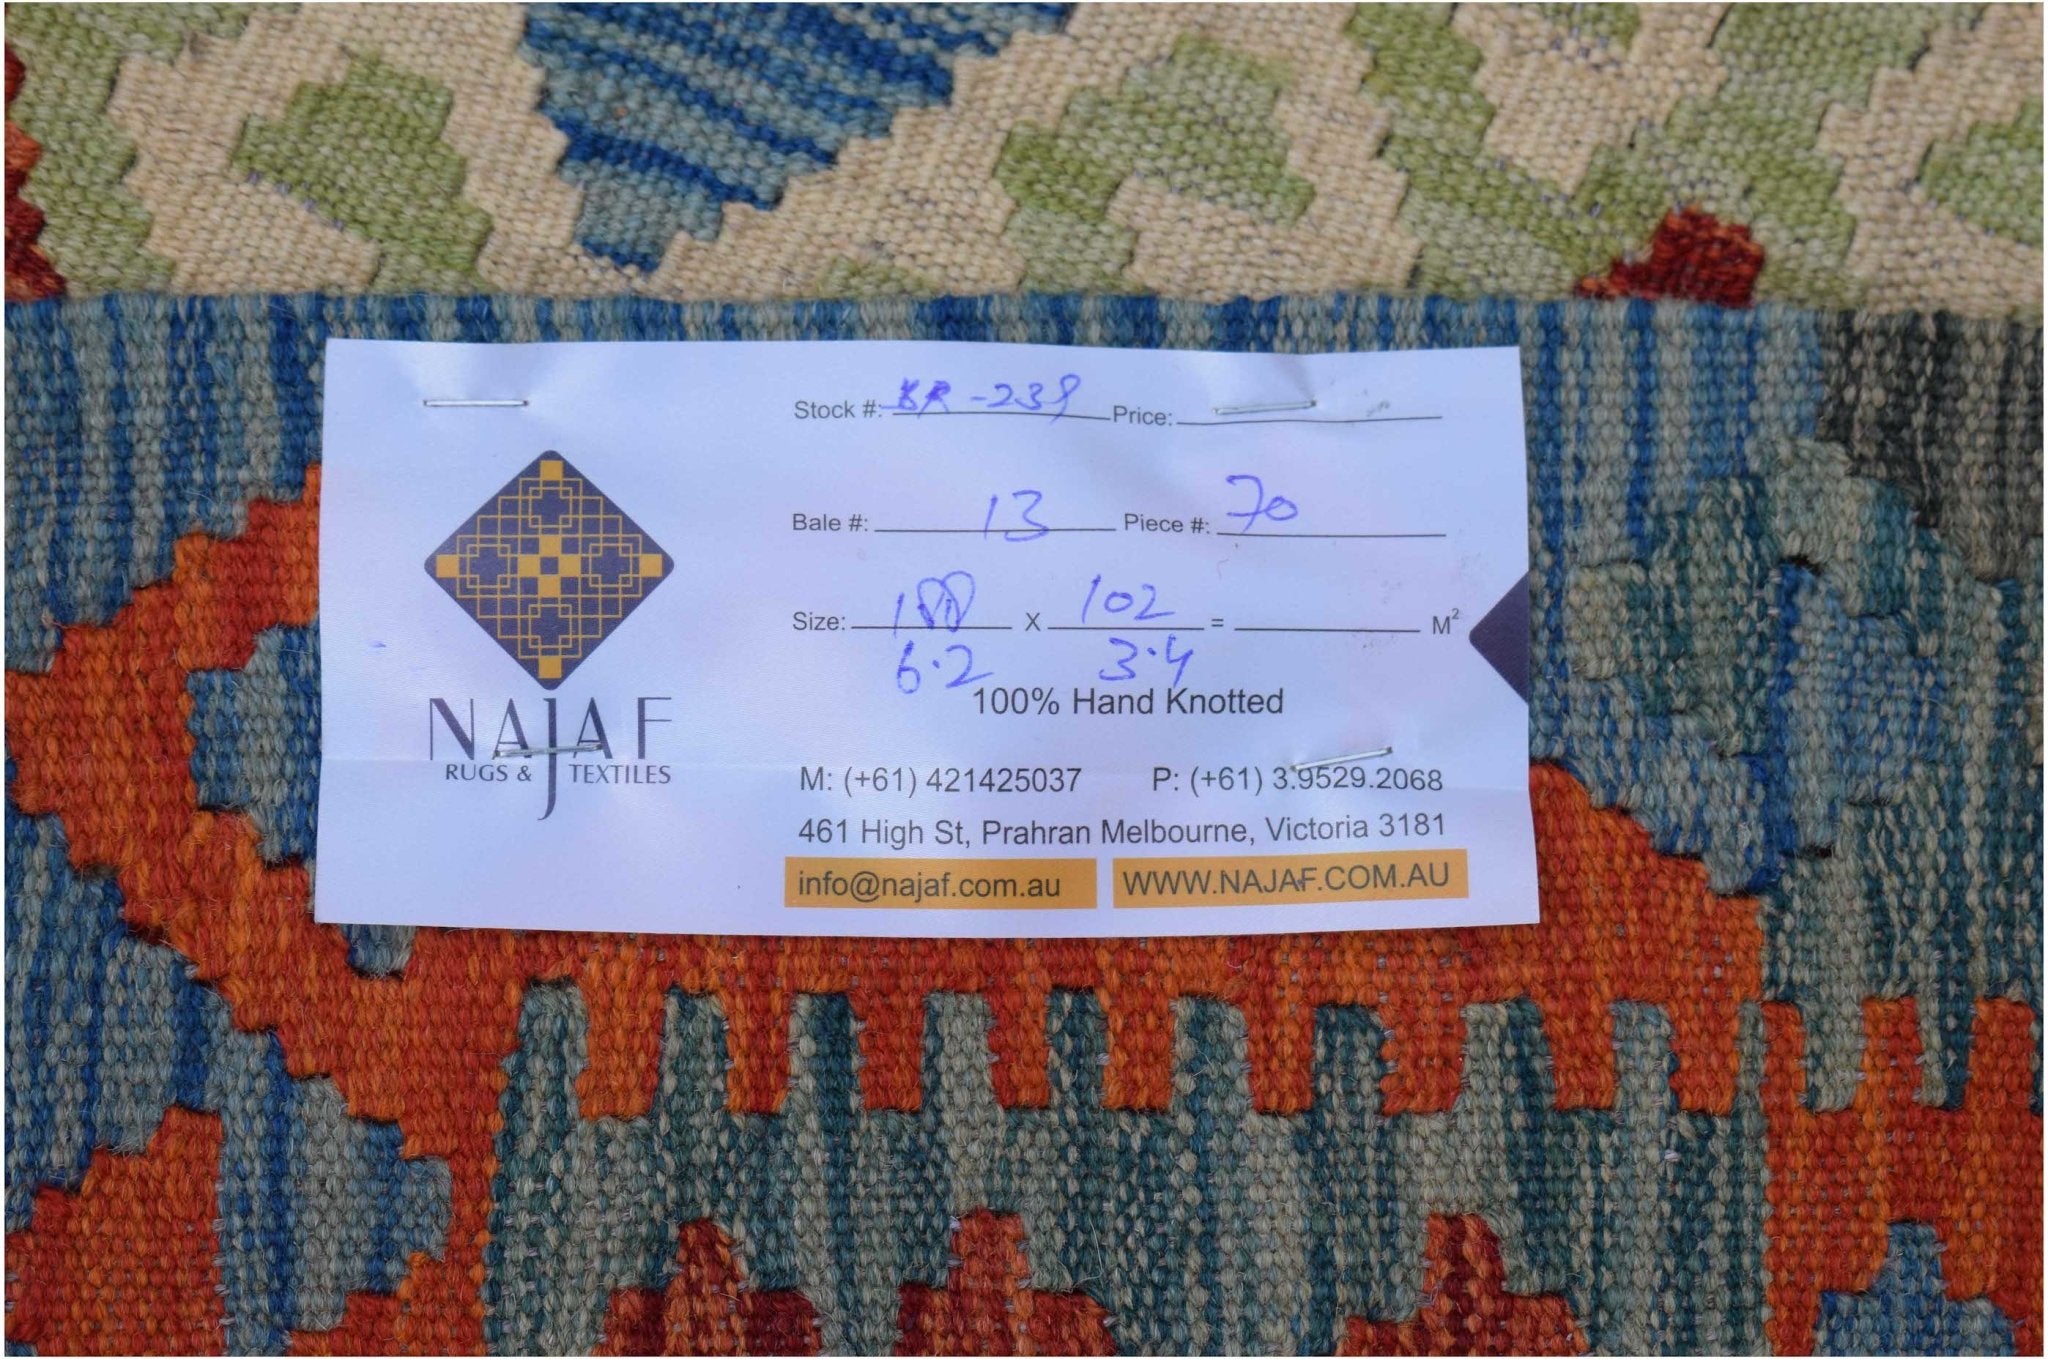 Stock #: BR-239 Price:
Bale #: 13 Piece #: 70
Size: 188 X 102 = M²
6.2 3.4
100% Hand Knotted
NAJAF
RUGS & TEXTILES
M: (+61) 421425037 P: (+61) 3.9529.2068
461 High St, Prahran Melbourne, Victoria 3181
info@najaf.com.au WWW.NAJAF.COM.AU